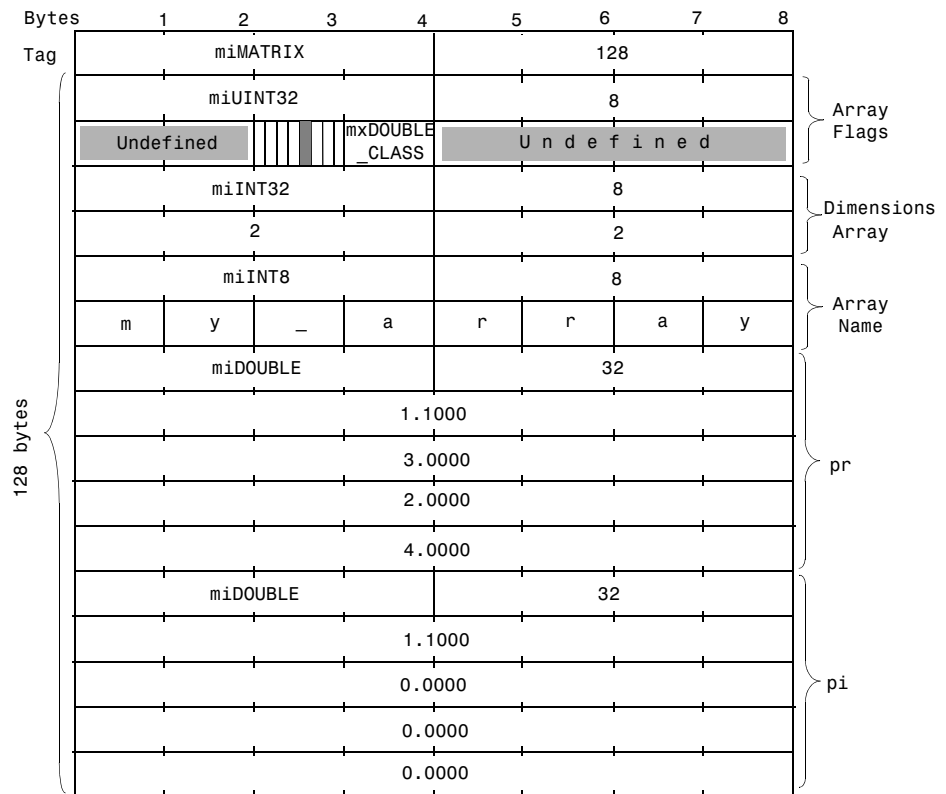 Bytes 1 2 3 4 5 6 7 8
Tag miMATRIX 128
miUINT32 8
Array
Flags
Undefined mxDOUBLE
_CLASS
U n d e f i n e d
miINT32 8
Dimensions
Array
2 2
miINT8 8
Array
Name
m y _ a r r a y
miDOUBLE 32
1.1000
3.0000
2.0000
4.0000
pr
128 bytes
miDOUBLE 32
1.1000
0.0000
0.0000
0.0000
pi